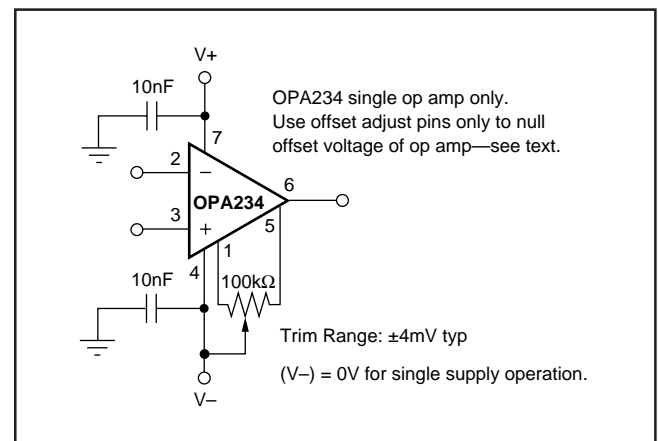 V+
10nF
OPA234 single op amp only.
Use offset adjust pins only to null
offset voltage of op amp—see text.
7
2
–
6
OPA234
3
+
5
1
4
10nF
100kΩ
Trim Range: ±4mV typ
(V–) = 0V for single supply operation.
V–